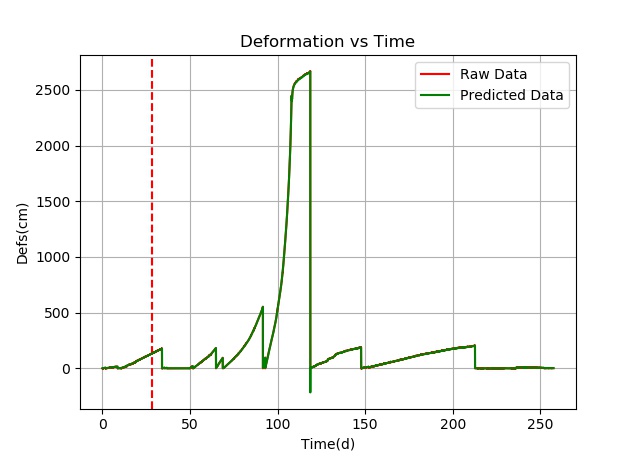 Deformation vs Time
Raw Data
Predicted Data
2500
2000
1500
1000
500
0
Defs(cm)
0 50 100 150 200 250
Time(d)